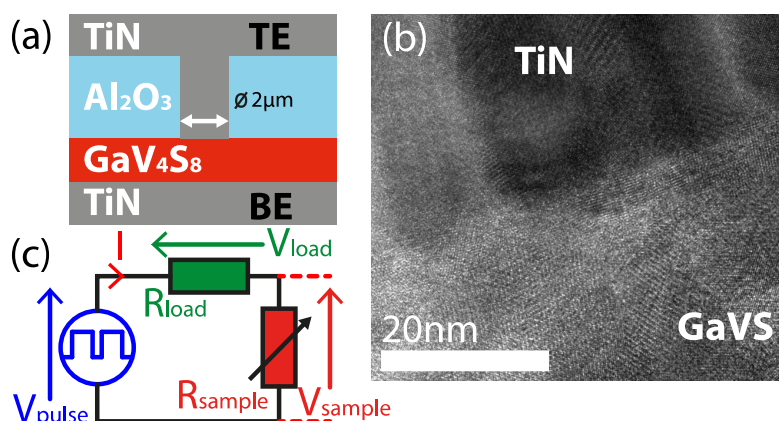 (a)
TiN TE
Al₂O₃
Ø 2µm
GaV₄S₈
TiN BE
(b)
TiN
GaVS
20nm
(c)
I
V_load
R_load
R_sample
V_pulse
V_sample